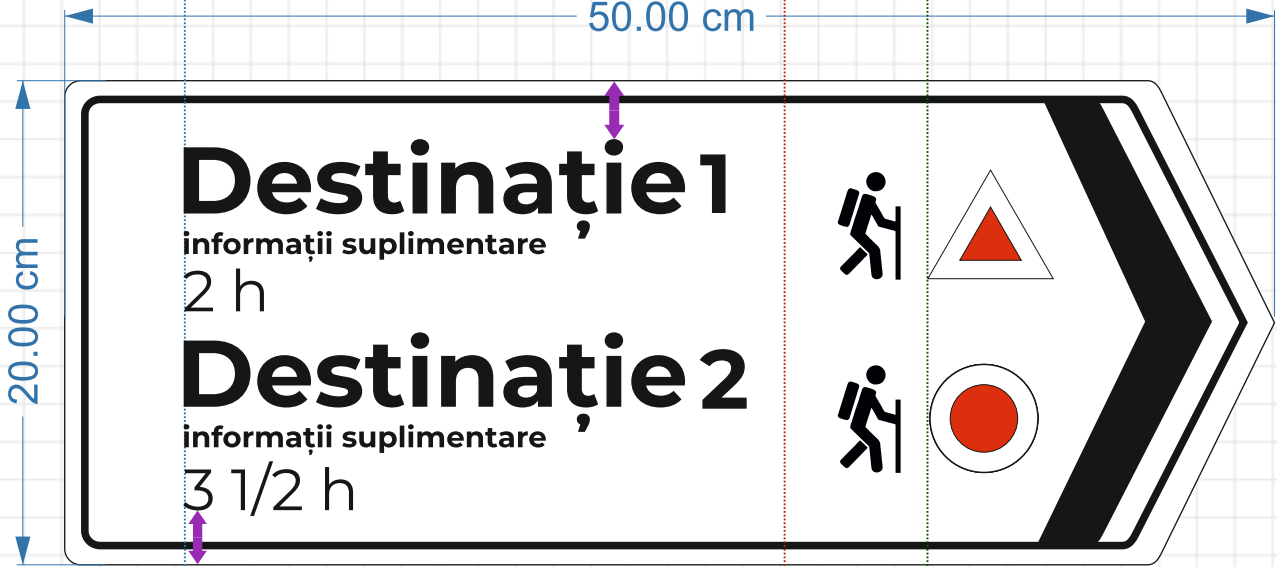 50.00 cm
20.00 cm
Destinație 1
informații suplimentare
2 h
Destinație 2
informații suplimentare
3 1/2 h